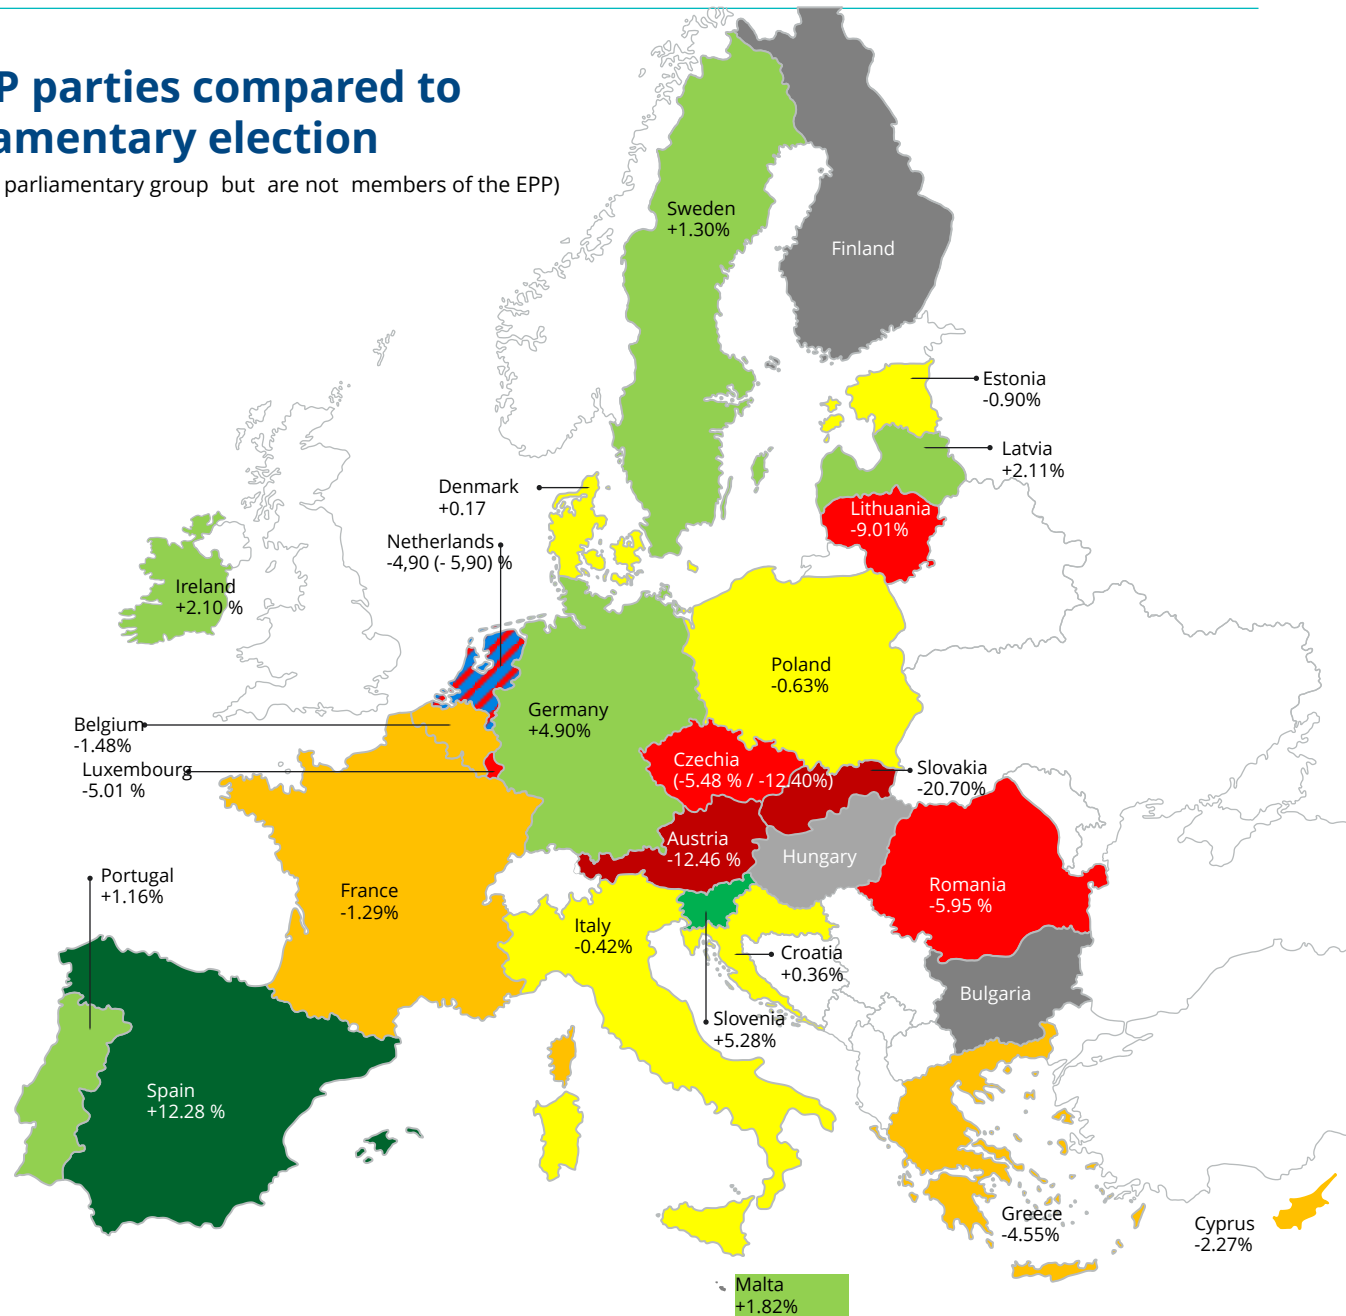 P parties compared to
amentary election
parliamentary group but are not members of the EPP)
Sweden
+1.30%
Finland
Estonia
-0.90%
Latvia
+2.11%
Lithuania
-9.01%
Denmark
+0.17
Netherlands
-4,90 (- 5,90) %
Ireland
+2.10 %
Poland
-0.63%
Germany
+4.90%
Belgium
-1.48%
Luxembourg
-5.01 %
Czechia
(-5.48 % / -12.40%)
Slovakia
-20.70%
Austria
-12.46 %
Hungary
Portugal
+1.16%
France
-1.29%
Romania
-5.95 %
Italy
-0.42%
Croatia
+0.36%
Bulgaria
Slovenia
+5.28%
Spain
+12.28 %
Greece
-4.55%
Cyprus
-2.27%
Malta
+1.82%